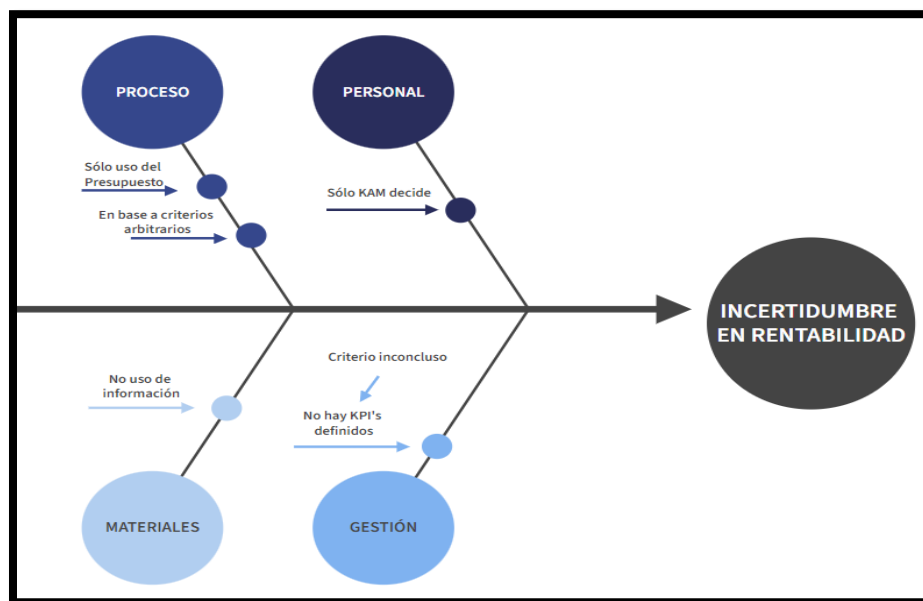 PROCESO
PERSONAL
Sólo uso del
Presupuesto
En base a criterios
arbitrarios
Sólo KAM decide
INCERTIDUMBRE
EN RENTABILIDAD
No uso de
información
Criterio inconcluso
No hay KPI's
definidos
MATERIALES
GESTIÓN